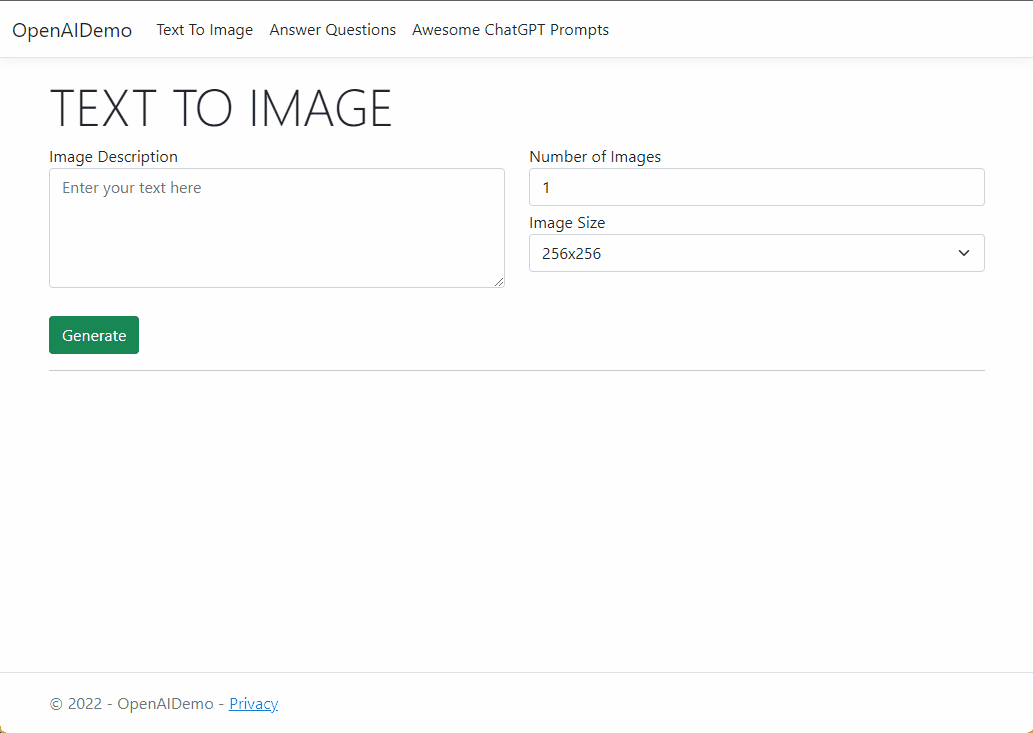 OpenAIDemo Text To Image Answer Questions Awesome ChatGPT Prompts
TEXT TO IMAGE
Image Description
Enter your text here
Number of Images
1
Image Size
256x256
Generate
© 2022 - OpenAIDemo - Privacy